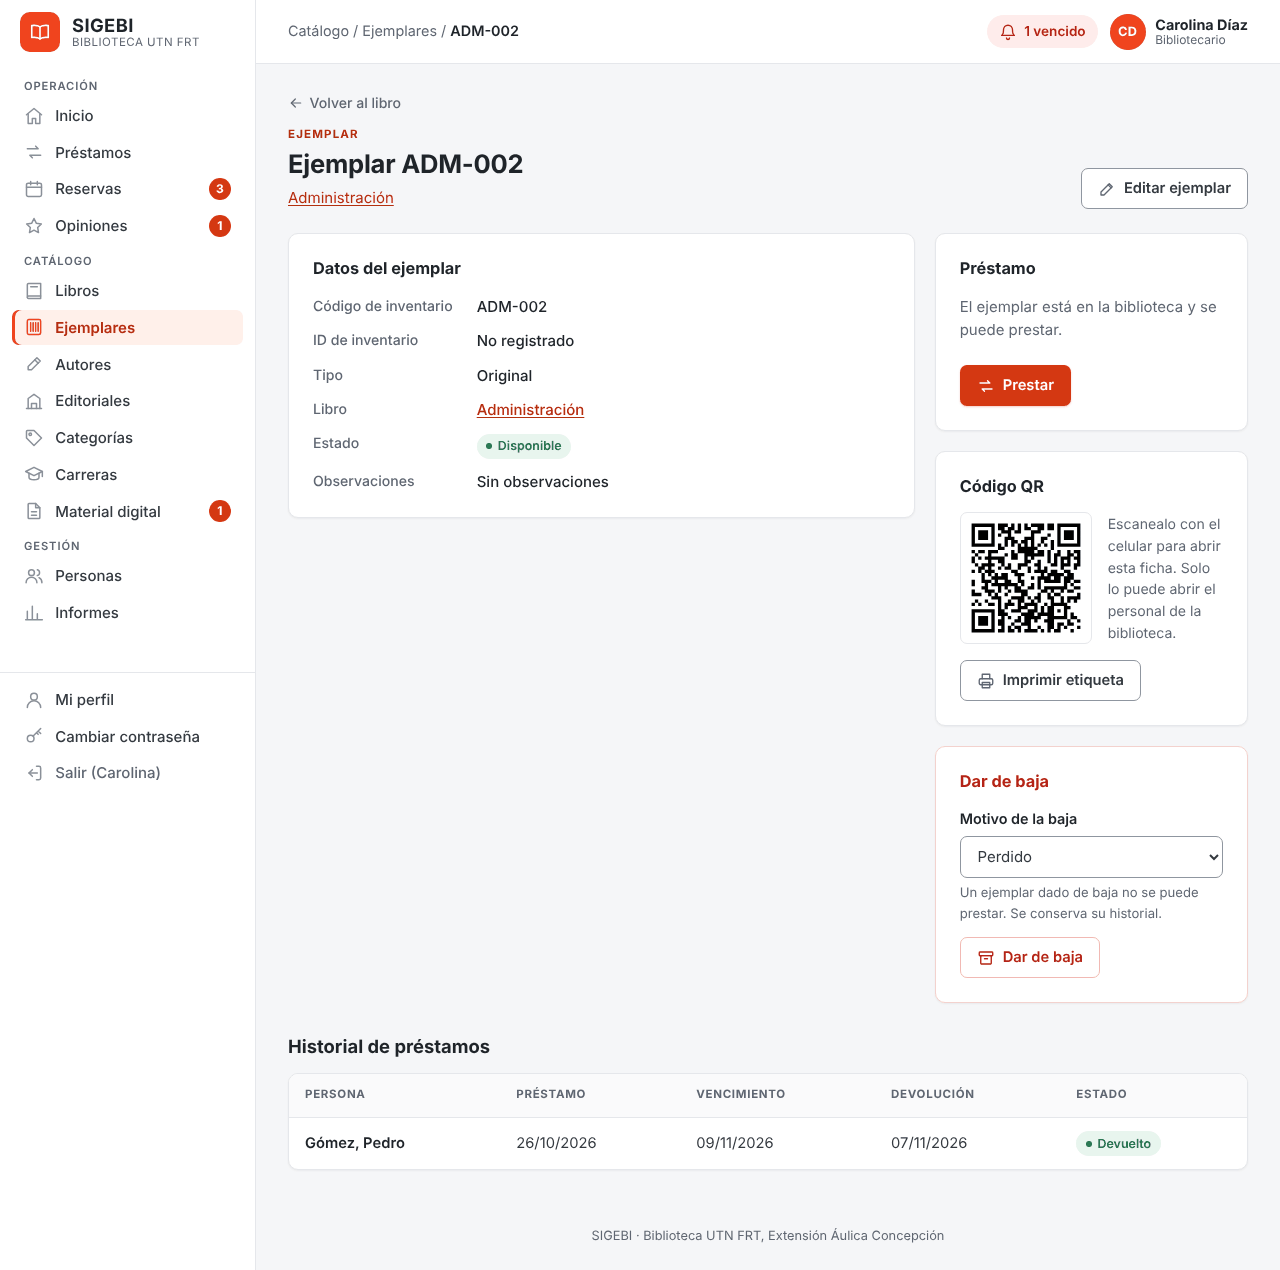 SIGEBI
BIBLIOTECA UTN FRT
OPERACIÓN
Inicio
Préstamos
Reservas 3
Opiniones 1
CATÁLOGO
Libros
Ejemplares
Autores
Editoriales
Categorías
Carreras
Material digital 1
GESTIÓN
Personas
Informes
Mi perfil
Cambiar contraseña
Salir (Carolina)
Catálogo / Ejemplares / ADM-002
1 vencido
CD
Carolina Díaz
Bibliotecario
Volver al libro
EJEMPLAR
Ejemplar ADM-002
Administración
Editar ejemplar
Datos del ejemplar
Código de inventario ADM-002
ID de inventario No registrado
Tipo Original
Libro Administración
Estado Disponible
Observaciones Sin observaciones
Préstamo
El ejemplar está en la biblioteca y se
puede prestar.
Prestar
Código QR
Escanealo con el
celular para abrir
esta ficha. Solo
lo puede abrir el
personal de la
biblioteca.
Imprimir etiqueta
Dar de baja
Motivo de la baja
Perdido
Un ejemplar dado de baja no se puede
prestar. Se conserva su historial.
Dar de baja
Historial de préstamos
PERSONA PRÉSTAMO VENCIMIENTO DEVOLUCIÓN ESTADO
Gómez, Pedro 26/10/2026 09/11/2026 07/11/2026 Devuelto
SIGEBI · Biblioteca UTN FRT, Extensión Áulica Concepción